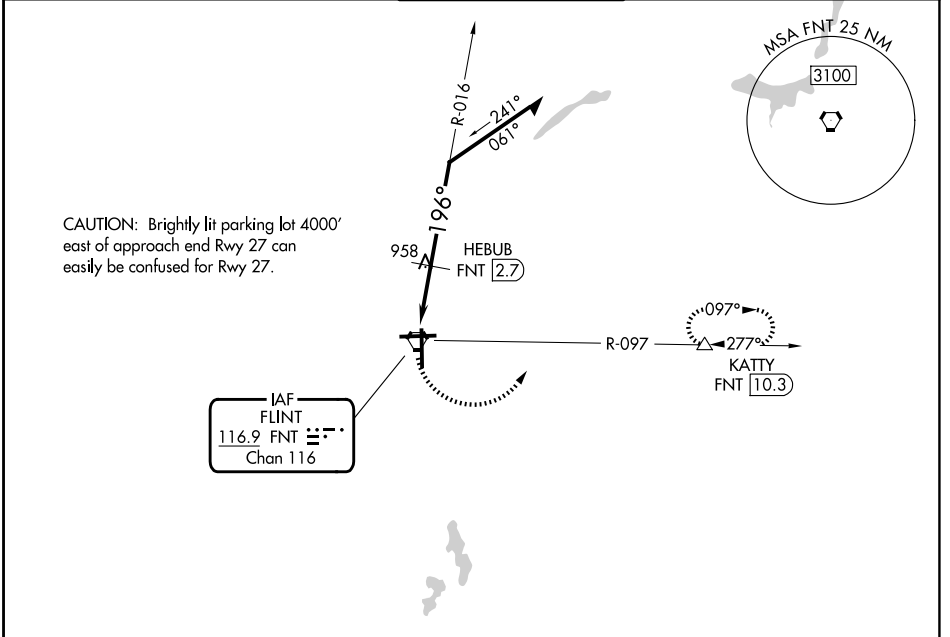 MSA FNT 25 NM
3100
R-016
241°
061°
196°
CAUTION: Brightly lit parking lot 4000'
east of approach end Rwy 27 can
easily be confused for Rwy 27.
958
HEBUB
FNT 2.7
097°
R-097
277°
KATTY
FNT 10.3
IAF
FLINT
116.9 FNT
Chan 116